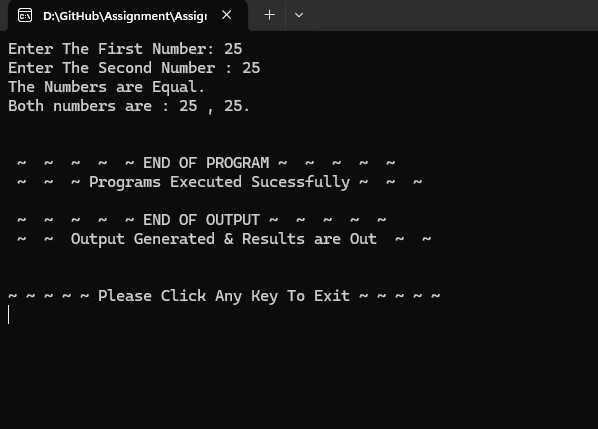 D:\GitHub\Assignment\Assigr
Enter The First Number: 25
Enter The Second Number : 25
The Numbers are Equal.
Both numbers are : 25 , 25.
~ ~ ~ ~ ~ END OF PROGRAM ~ ~ ~ ~ ~
~ ~ ~ Programs Executed Sucessfully ~ ~ ~
~ ~ ~ ~ ~ END OF OUTPUT ~ ~ ~ ~ ~
~ ~ Output Generated & Results are Out ~ ~
~ ~ ~ ~ ~ Please Click Any Key To Exit ~ ~ ~ ~ ~